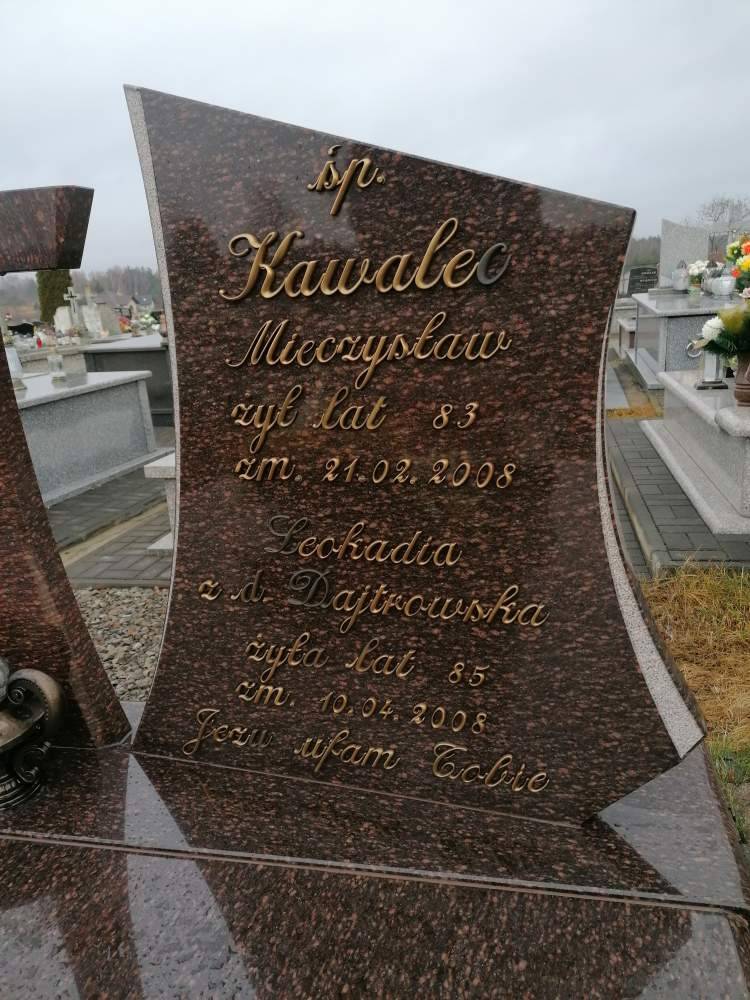 śp.
Kawalec
Mieczysław
żył lat 83
zm. 21.02.2008
Leokadia
z d. Dajtrowska
żyła lat 85
zm. 10.04.2008
Jezu ufam Tobie